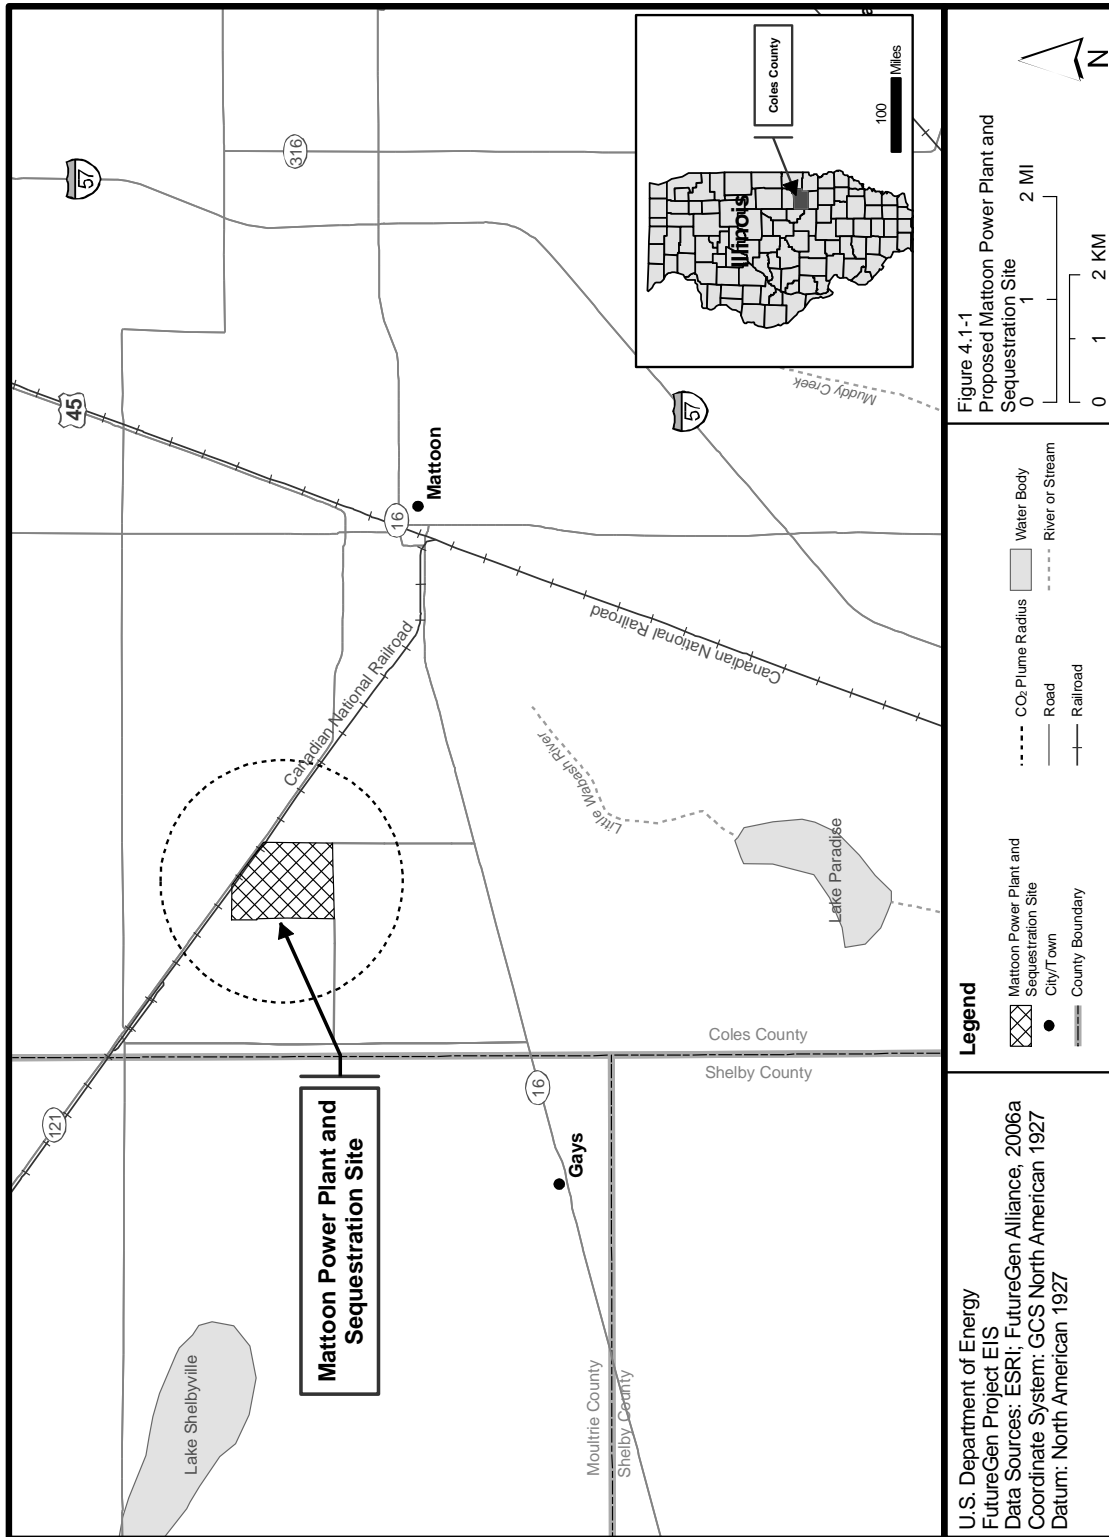 57
316
45
16
Mattoon
Canadian National Railroad
Canadian National Railroad
57
Muddy Creek
Little Wabash River
Lake Paradise
121
Mattoon Power Plant and
Sequestration Site
Coles County
Shelby County
16
Gays
Moultrie County
Shelby County
Lake Shelbyville
Coles County
Illinois
100
Miles
U.S. Department of Energy
FutureGen Project EIS
Data Sources: ESRI; FutureGen Alliance, 2006a
Coordinate System: GCS North American 1927
Datum: North American 1927
Legend
Mattoon Power Plant and
Sequestration Site
City/Town
County Boundary
CO2 Plume Radius
Road
Railroad
Water Body
River or Stream
Figure 4.1-1
Proposed Mattoon Power Plant and
Sequestration Site
0 1 2 MI
0 1 2 KM
N